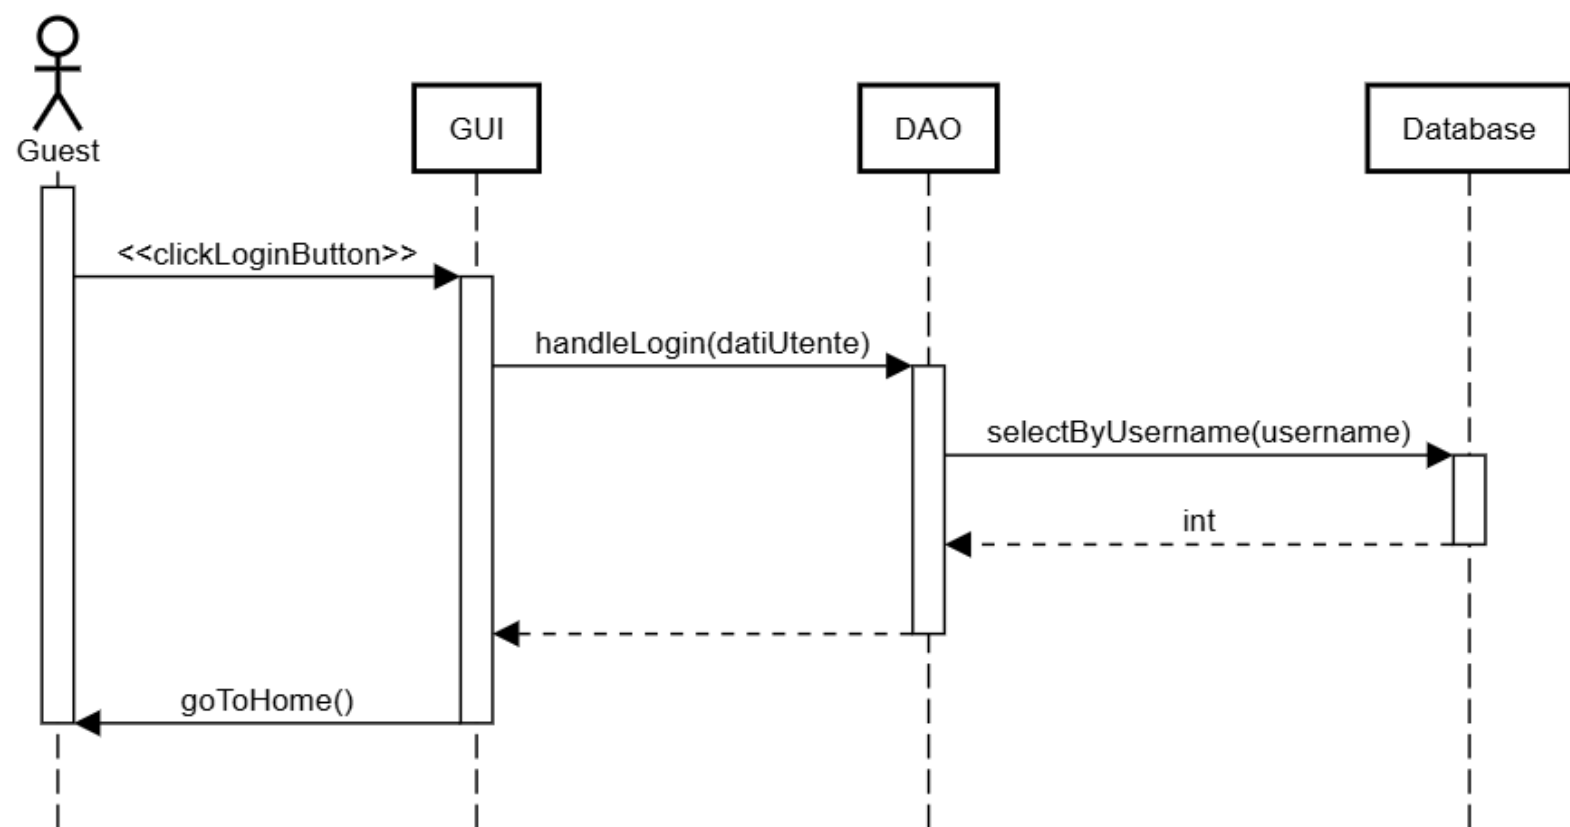 Guest
GUI
DAO
Database
<<clickLoginButton>>
handleLogin(datiUtente)
selectByUsername(username)
int
goToHome()